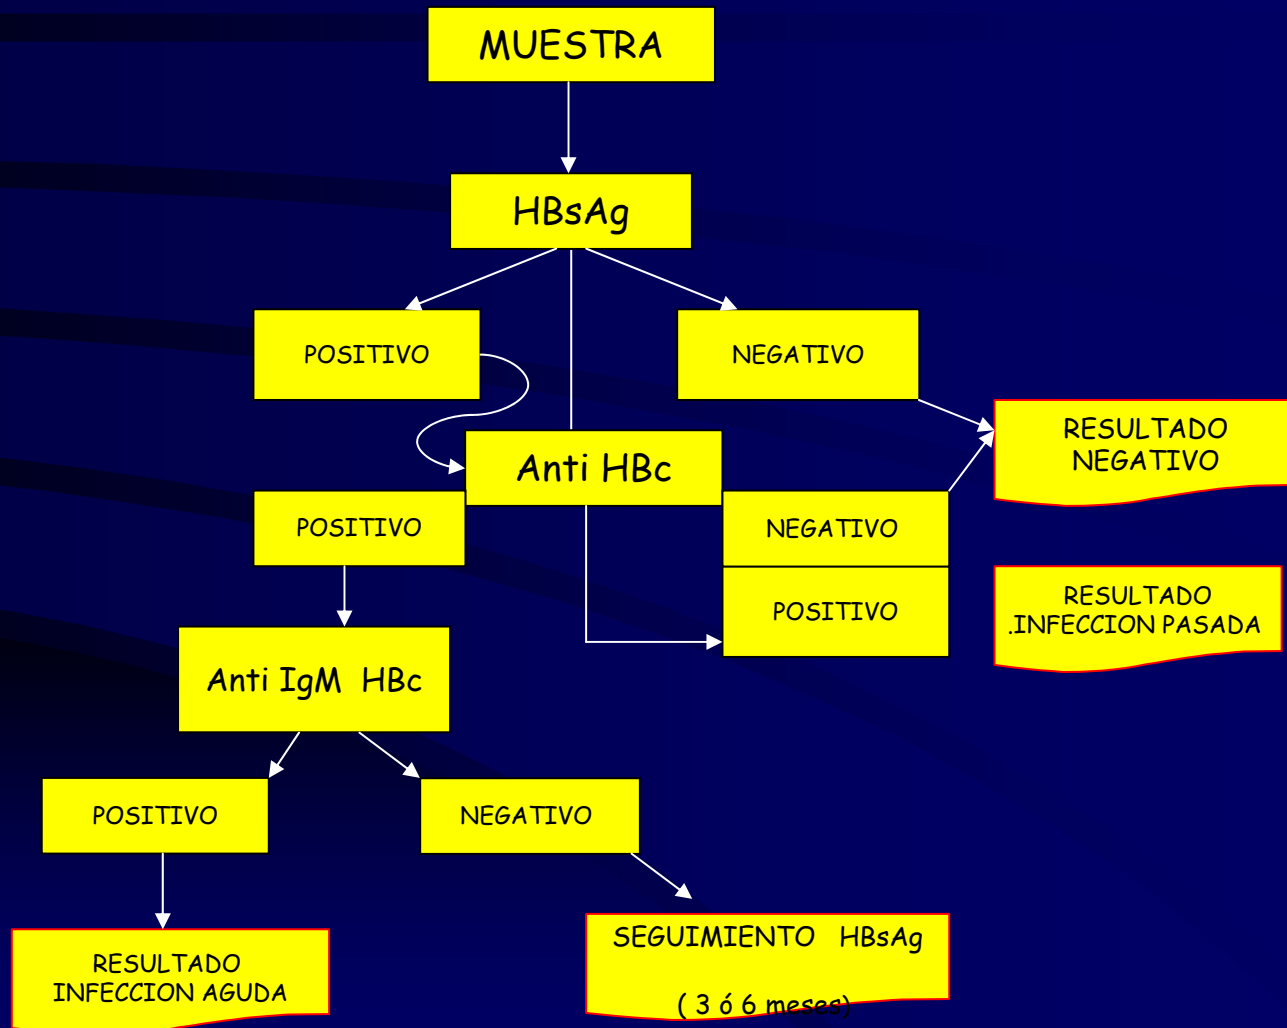 MUESTRA
HBsAg
POSITIVO
NEGATIVO
RESULTADO
NEGATIVO
Anti HBc
POSITIVO
NEGATIVO
POSITIVO
RESULTADO
.INFECCION PASADA
Anti IgM HBc
POSITIVO
NEGATIVO
RESULTADO
INFECCION AGUDA
SEGUIMIENTO HBsAg
( 3 ó 6 meses)